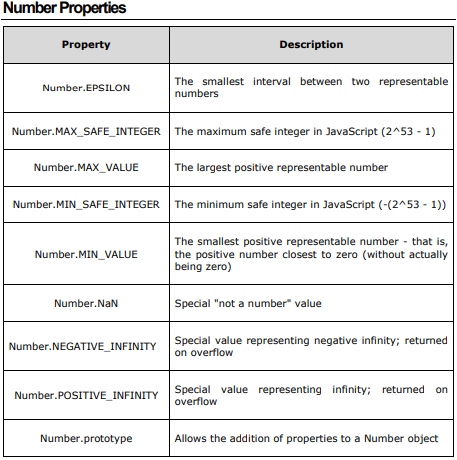 Number Properties
Property Description
Number.EPSILON The smallest interval between two representable
numbers
Number.MAX_SAFE_INTEGER The maximum safe integer in JavaScript (2^53 - 1)
Number.MAX_VALUE The largest positive representable number
Number.MIN_SAFE_INTEGER The minimum safe integer in JavaScript (-(2^53 - 1))
Number.MIN_VALUE The smallest positive representable number - that is,
the positive number closest to zero (without actually
being zero)
Number.NaN Special "not a number" value
Number.NEGATIVE_INFINITY Special value representing negative infinity; returned
on overflow
Number.POSITIVE_INFINITY Special value representing infinity; returned on
overflow
Number.prototype Allows the addition of properties to a Number object